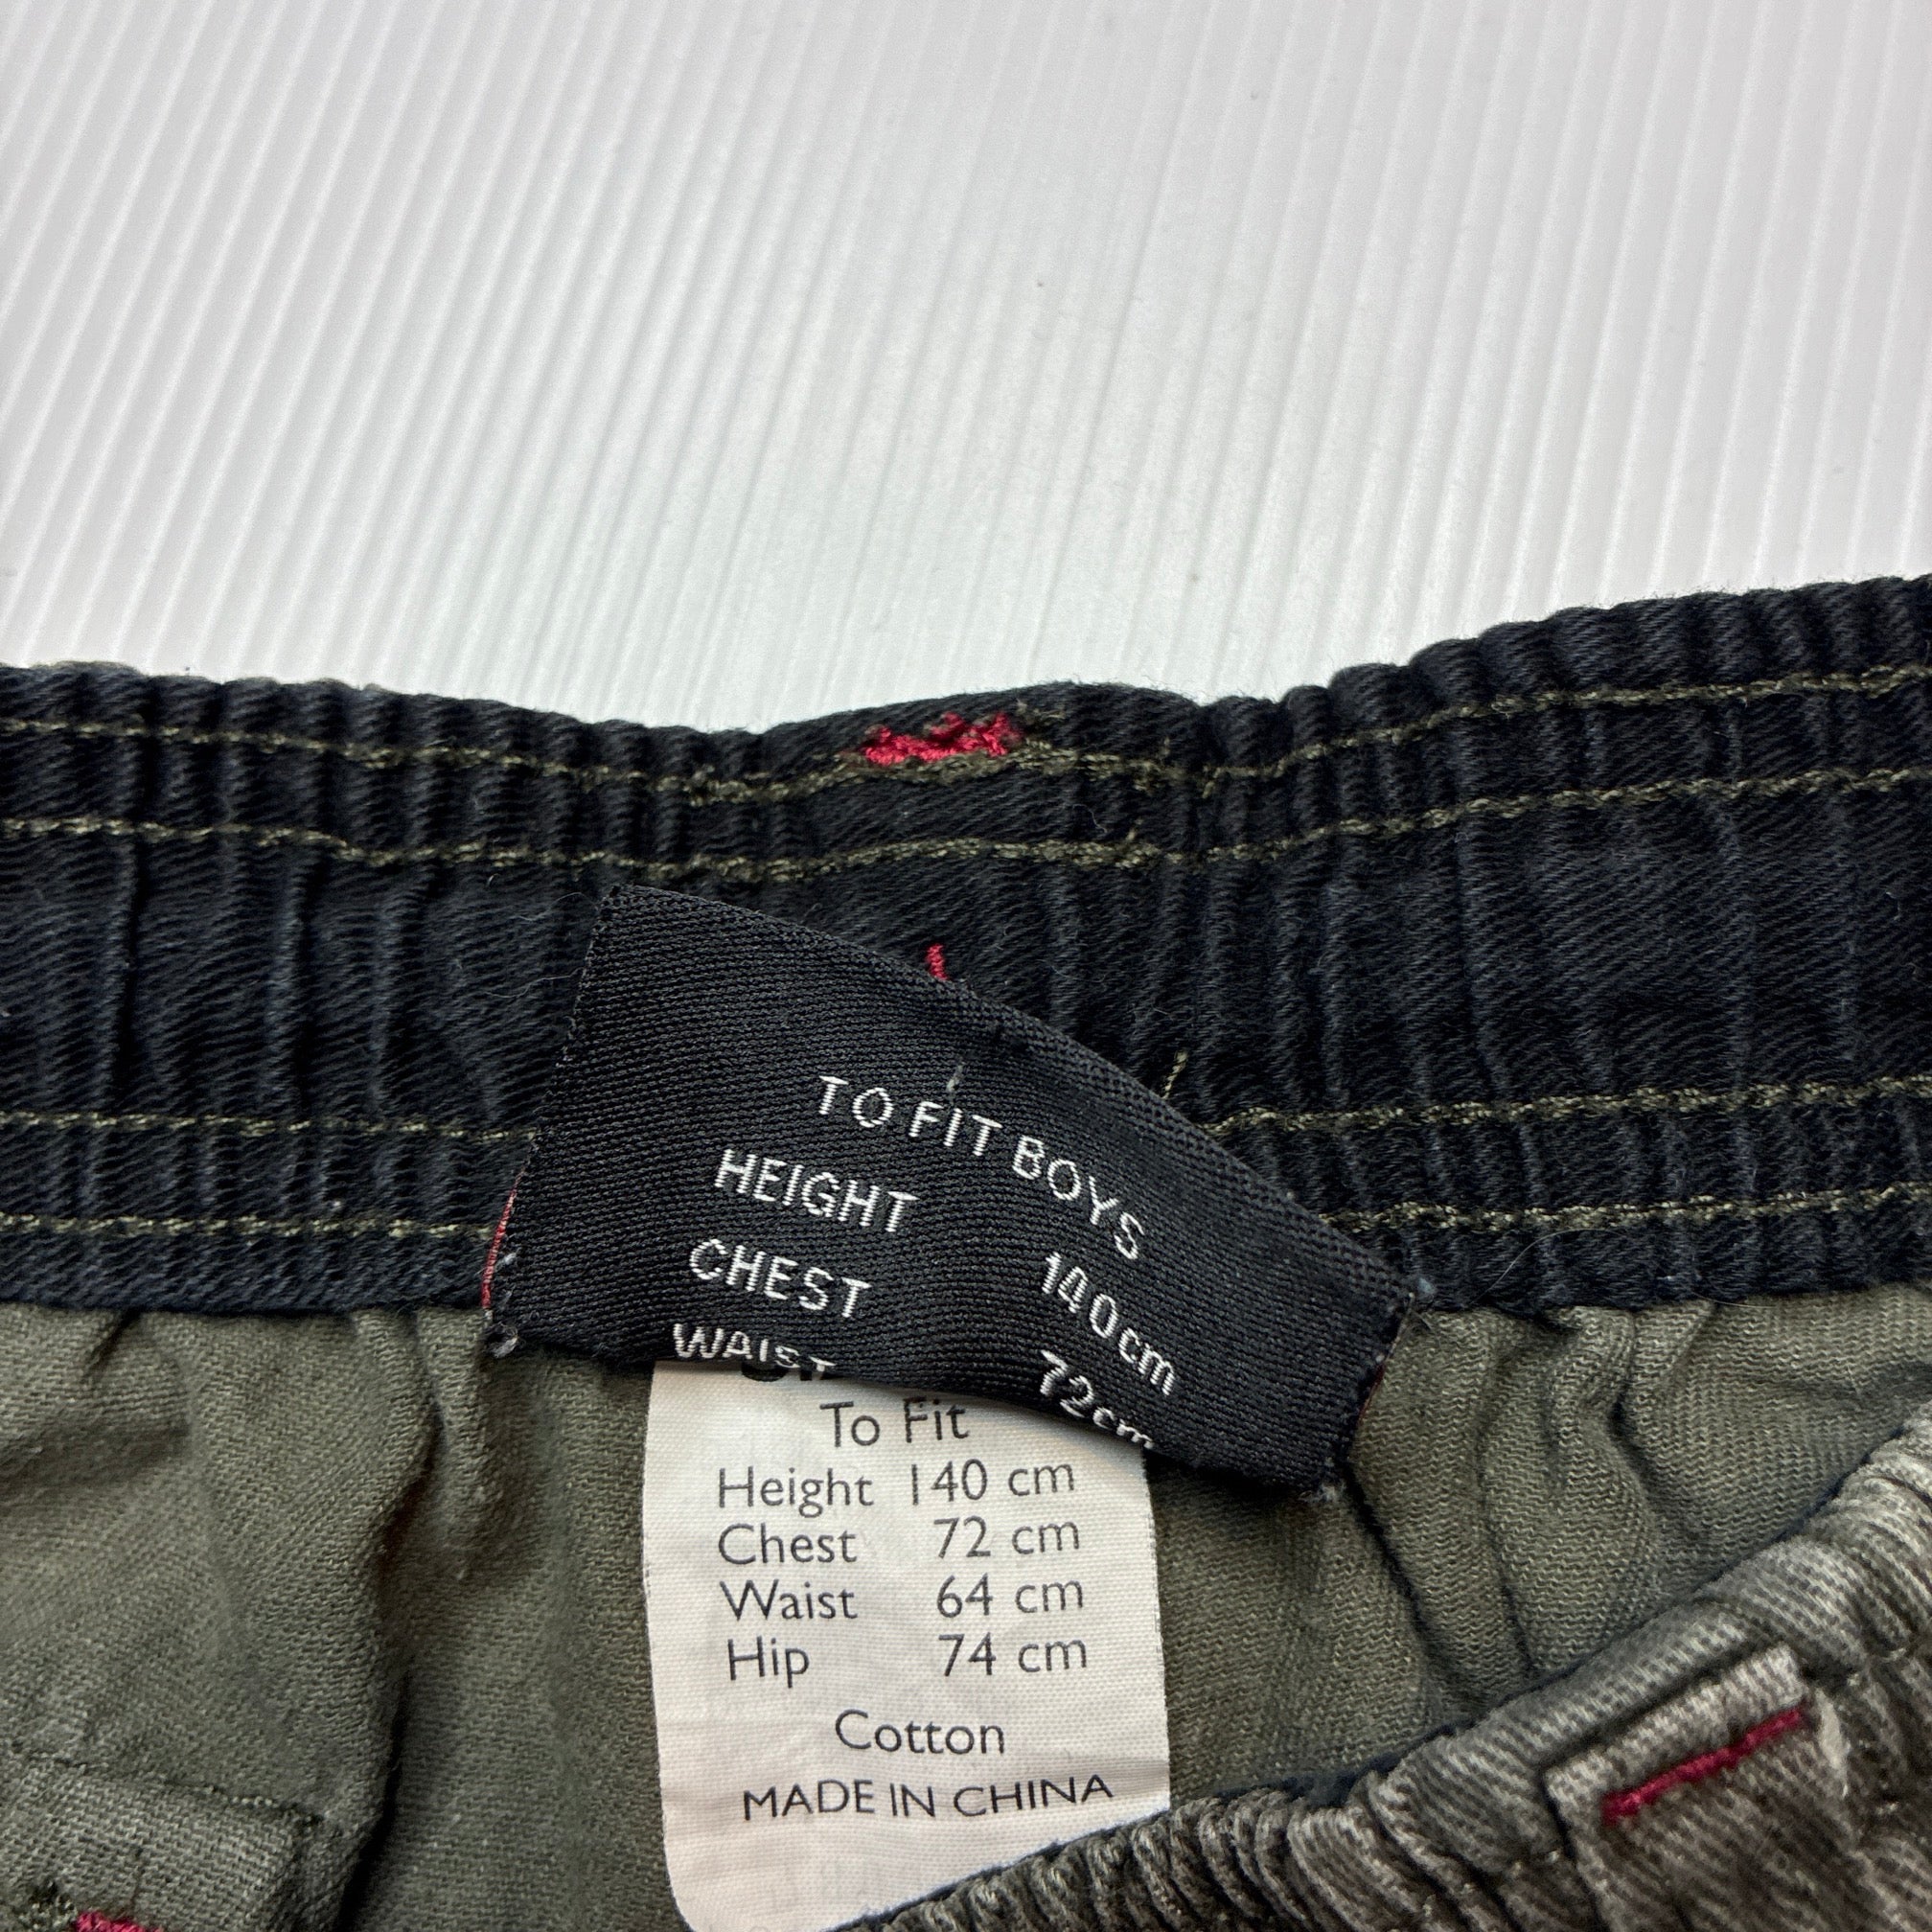 TO FIT BOYS
HEIGHT 140cm
CHEST 72cm
WAIST
To Fit
Height 140 cm
Chest 72 cm
Waist 64 cm
Hip 74 cm
Cotton
MADE IN CHINA